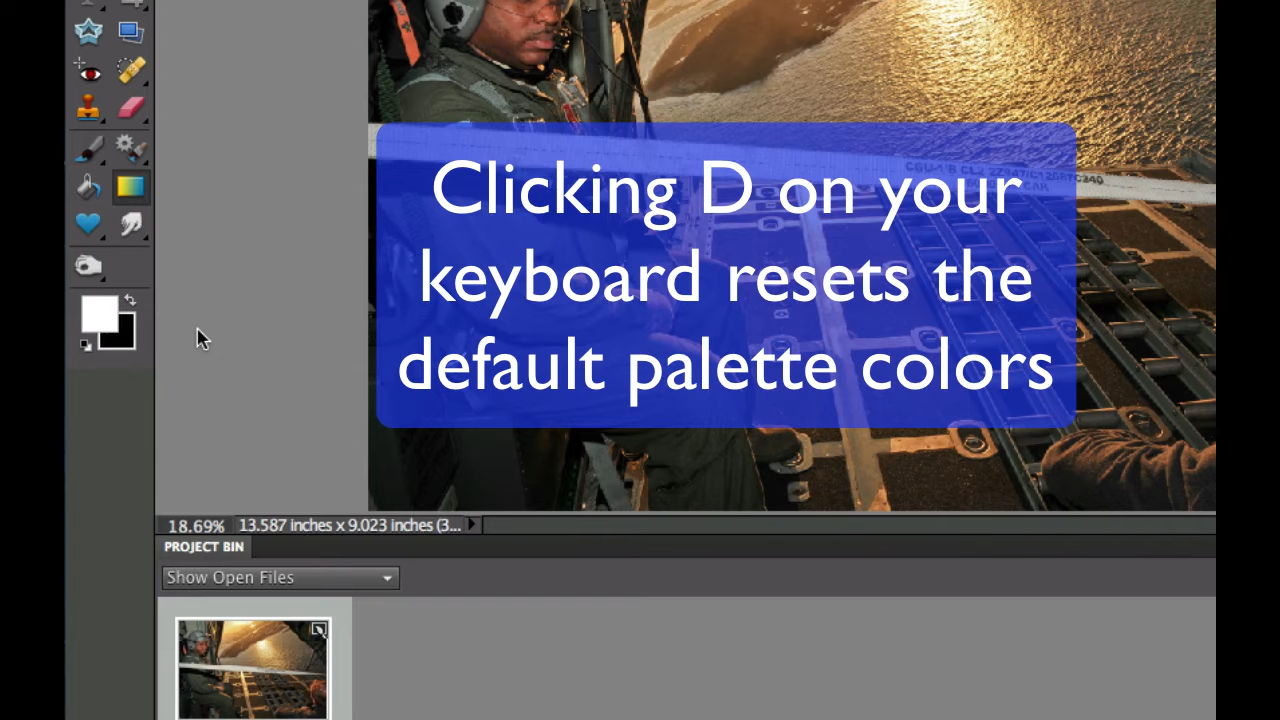 Clicking D on your
keyboard resets the
default palette colors
18.69% 13.587 inches x 9.023 inches (3...
PROJECT BIN
Show Open Files